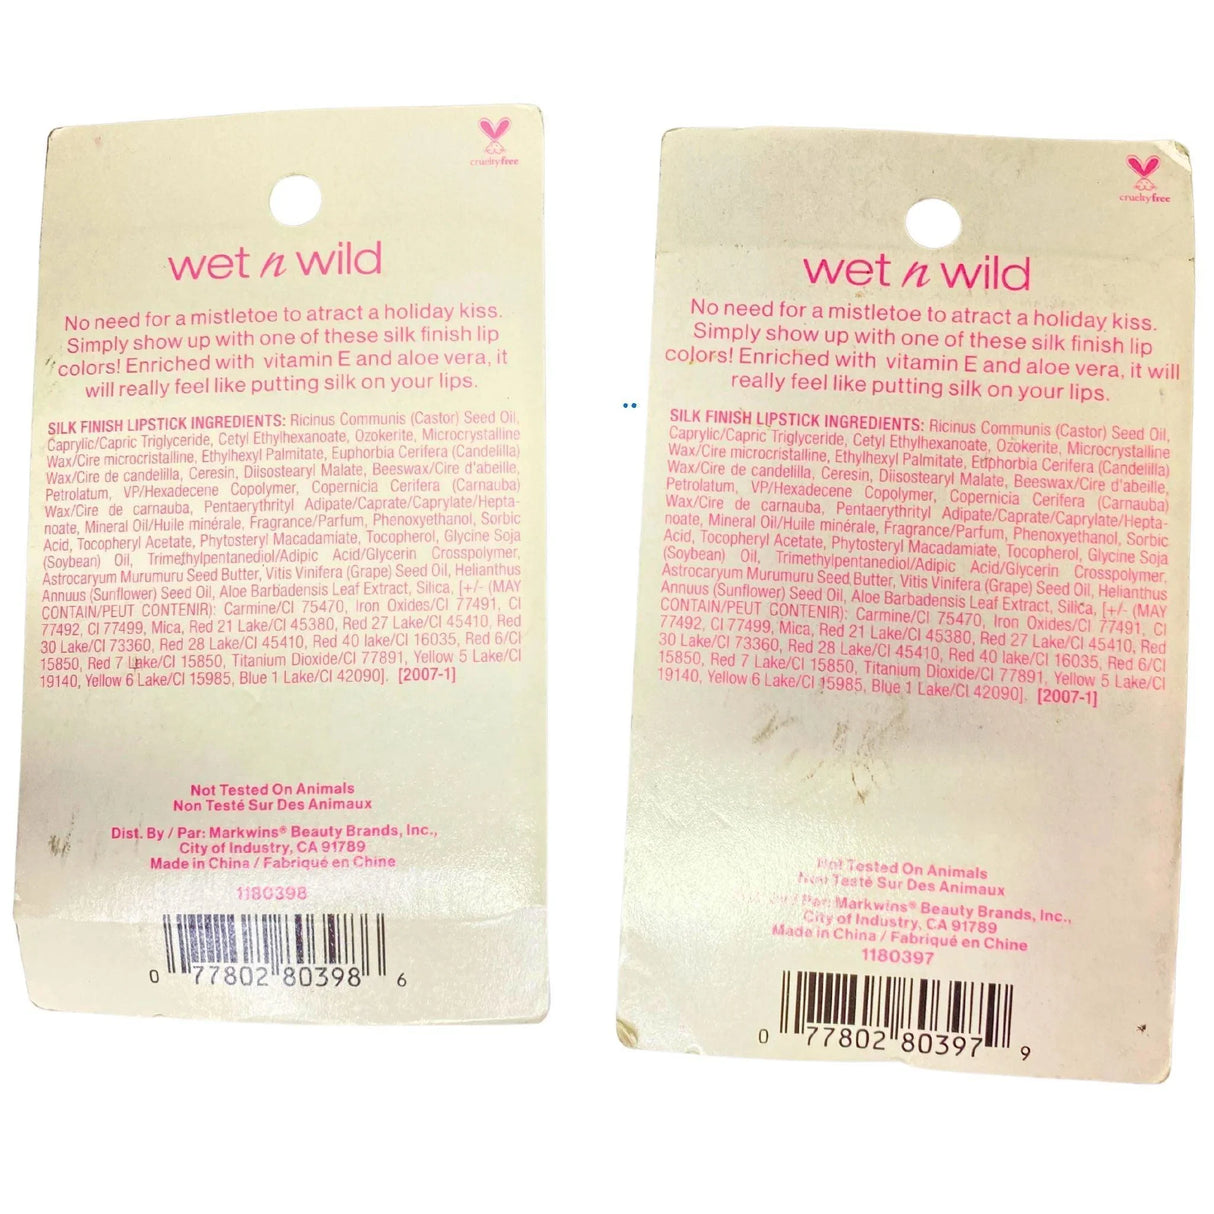 crueltyfree
wet n wild
No need for a mistletoe to atract a holiday kiss.
Simply show up with one of these silk finish lip
colors! Enriched with vitamin E and aloe vera, it
will really feel like putting silk on your lips.
SILK FINISH LIPSTICK INGREDIENTS: Ricinus Communis (Castor) Seed Oil,
Caprylic/Capric Triglyceride, Cetyl Ethylhexanoate, Ozokerite, Microcrystalline
Wax/Cire microcristalline, Ethylhexyl Palmitate, Euphorbia Cerifera (Candelilla)
Wax/Cire de candelilla, Ceresin, Diisostearyl Malate, Beeswax/Cire d'abeille,
Petrolatum, VP/Hexadecene Copolymer, Copernicia Cerifera (Carnauba)
Wax/Cire de carnauba, Pentaerythrityl Adipate/Caprate/Caprylate/Hepta-
noate, Mineral Oil/Huile minérale, Fragrance/Parfum, Phenoxyethanol, Sorbic
Acid, Tocopheryl Acetate, Phytosteryl Macadamiate, Tocopherol, Glycine Soja
(Soybean) Oil, Trimethylpentanediol/Adipic Acid/Glycerin Crosspolymer,
Astrocaryum Murumuru Seed Butter, Vitis Vinifera (Grape) Seed Oil, Helianthus
Annuus (Sunflower) Seed Oil, Aloe Barbadensis Leaf Extract, Silica, [+/- (MAY
CONTAIN/PEUT CONTENIR): Carmine/CI 75470, Iron Oxides/CI 77491, CI
77492, CI 77499, Mica, Red 21 Lake/CI 45380, Red 27 Lake/CI 45410, Red
30 Lake/CI 73360, Red 28 Lake/CI 45410, Red 40 lake/CI 16035, Red 6/CI
15850, Red 7 Lake/CI 15850, Titanium Dioxide/CI 77891, Yellow 5 Lake/CI
19140, Yellow 6 Lake/CI 15985, Blue 1 Lake/CI 42090]. [2007-1]
Not Tested On Animals
Non Testé Sur Des Animaux
Dist. By / Par: Markwins® Beauty Brands, Inc.,
City of Industry, CA 91789
Made in China / Fabriqué en Chine
1180398
0 77802 80398 6
crueltyfree
wet n wild
No need for a mistletoe to atract a holiday kiss.
Simply show up with one of these silk finish lip
colors! Enriched with vitamin E and aloe vera, it will
really feel like putting silk on your lips.
SILK FINISH LIPSTICK INGREDIENTS: Ricinus Communis (Castor) Seed Oil,
Caprylic/Capric Triglyceride, Cetyl Ethylhexanoate, Ozokerite, Microcrystalline
Wax/Cire microcristalline, Ethylhexyl Palmitate, Euphorbia Cerifera (Candelilla)
Wax/Cire de candelilla, Ceresin, Diisostearyl Malate, Beeswax/Cire d'abeille,
Petrolatum, VP/Hexadecene Copolymer, Copernicia Cerifera (Carnauba)
Wax/Cire de carnauba, Pentaerythrityl Adipate/Caprate/Caprylate/Hepta-
noate, Mineral Oil/Huile minérale, Fragrance/Parfum, Phenoxyethanol, Sorbic
Acid, Tocopheryl Acetate, Phytosteryl Macadamiate, Tocopherol, Glycine Soja
(Soybean) Oil, Trimethylpentanediol/Adipic Acid/Glycerin Crosspolymer,
Astrocaryum Murumuru Seed Butter, Vitis Vinifera (Grape) Seed Oil, Helianthus
Annuus (Sunflower) Seed Oil, Aloe Barbadensis Leaf Extract, Silica, [+/- (MAY
CONTAIN/PEUT CONTENIR): Carmine/CI 75470, Iron Oxides/CI 77491, CI
77492, CI 77499, Mica, Red 21 Lake/CI 45380, Red 27 Lake/CI 45410, Red
30 Lake/CI 73360, Red 28 Lake/CI 45410, Red 40 lake/CI 16035, Red 6/CI
15850, Red 7 Lake/CI 15850, Titanium Dioxide/CI 77891, Yellow 5 Lake/CI
19140, Yellow 6 Lake/CI 15985, Blue 1 Lake/CI 42090]. [2007-1]
Not Tested On Animals
Non Testé Sur Des Animaux
Par: Markwins® Beauty Brands, Inc.,
City of Industry, CA 91789
Made in China / Fabriqué en Chine
1180397
0 77802 80397 9